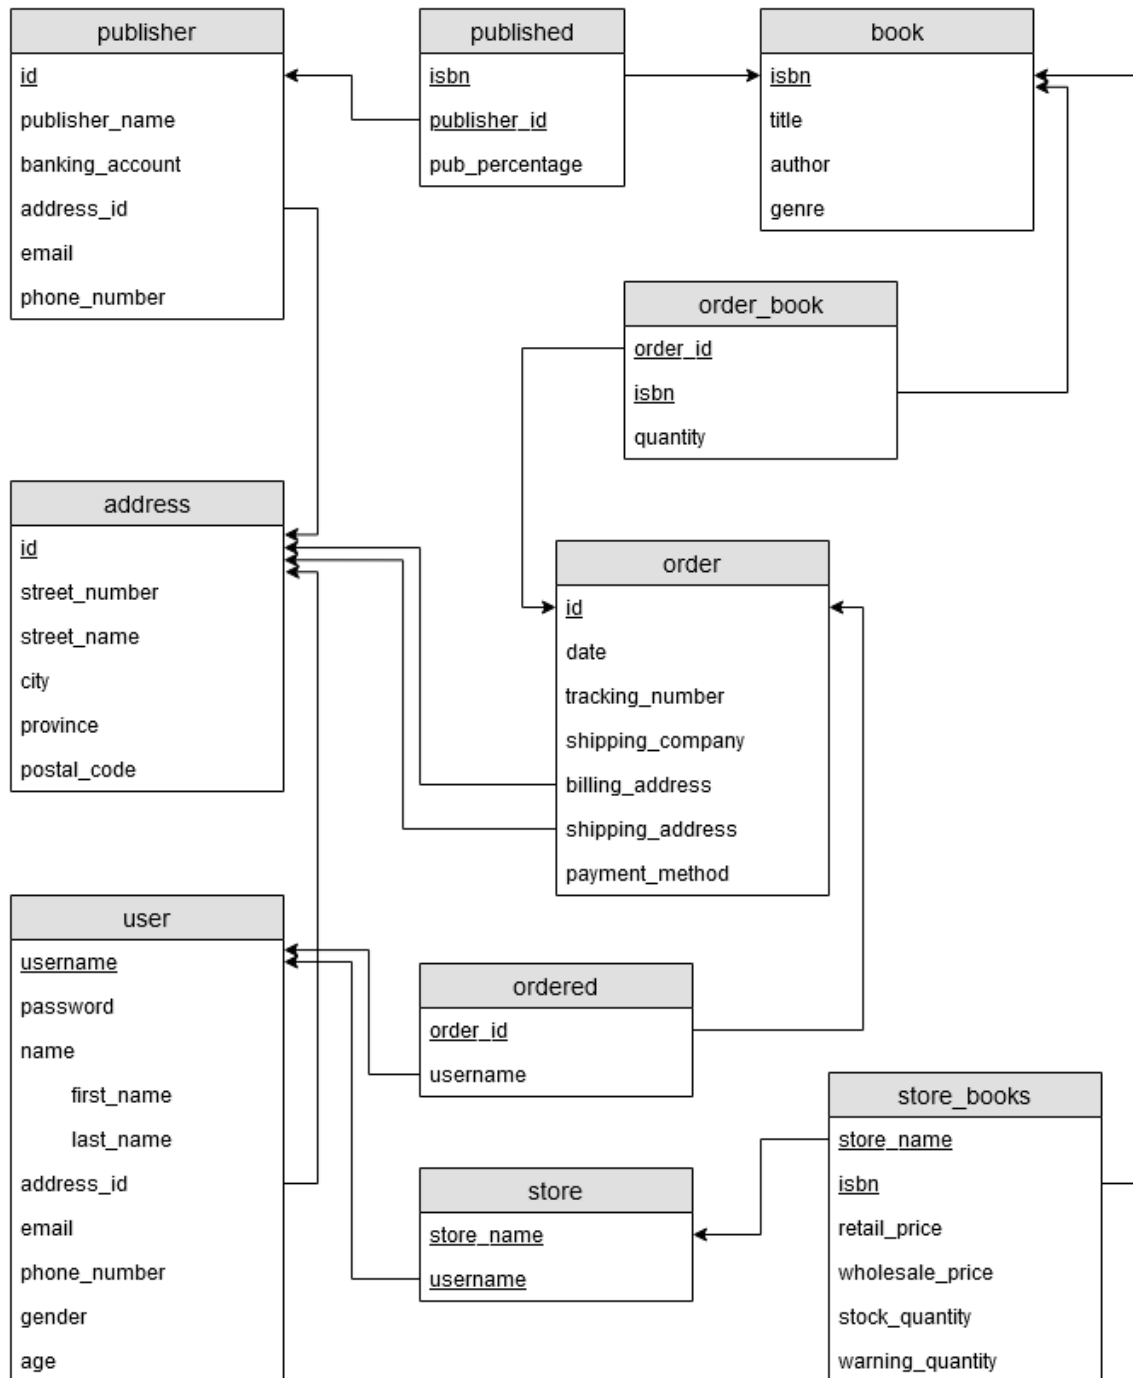 publisher
id
publisher_name
banking_account
address_id
email
phone_number
published
isbn
publisher_id
pub_percentage
book
isbn
title
author
genre
order_book
order_id
isbn
quantity
address
id
street_number
street_name
city
province
postal_code
order
id
date
tracking_number
shipping_company
billing_address
shipping_address
payment_method
user
username
password
name
first_name
last_name
address_id
email
phone_number
gender
age
ordered
order_id
username
store
store_name
username
store_books
store_name
isbn
retail_price
wholesale_price
stock_quantity
warning_quantity